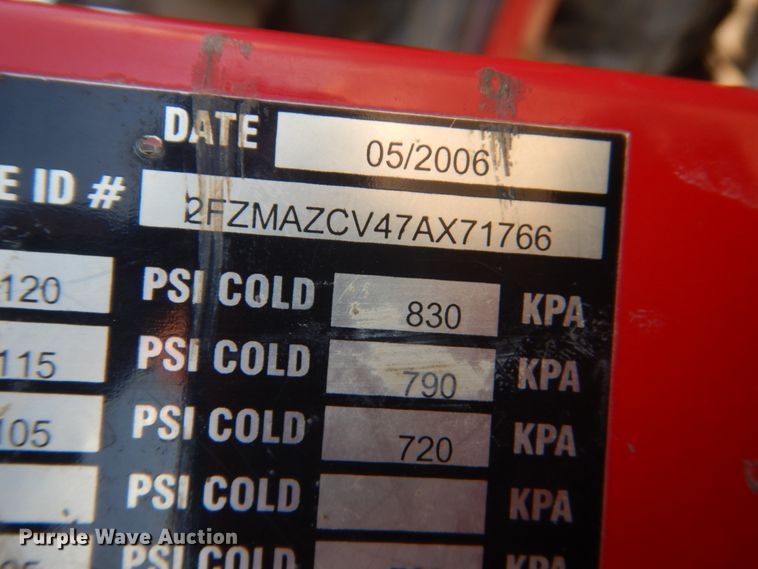 DATE 05/2006
E ID # 2FZMAZCV47AX71766
120 PSI COLD 830 KPA
115 PSI COLD 790 KPA
105 PSI COLD 720 KPA
PSI COLD KPA
PSI COLD KPA
Purple Wave Auction